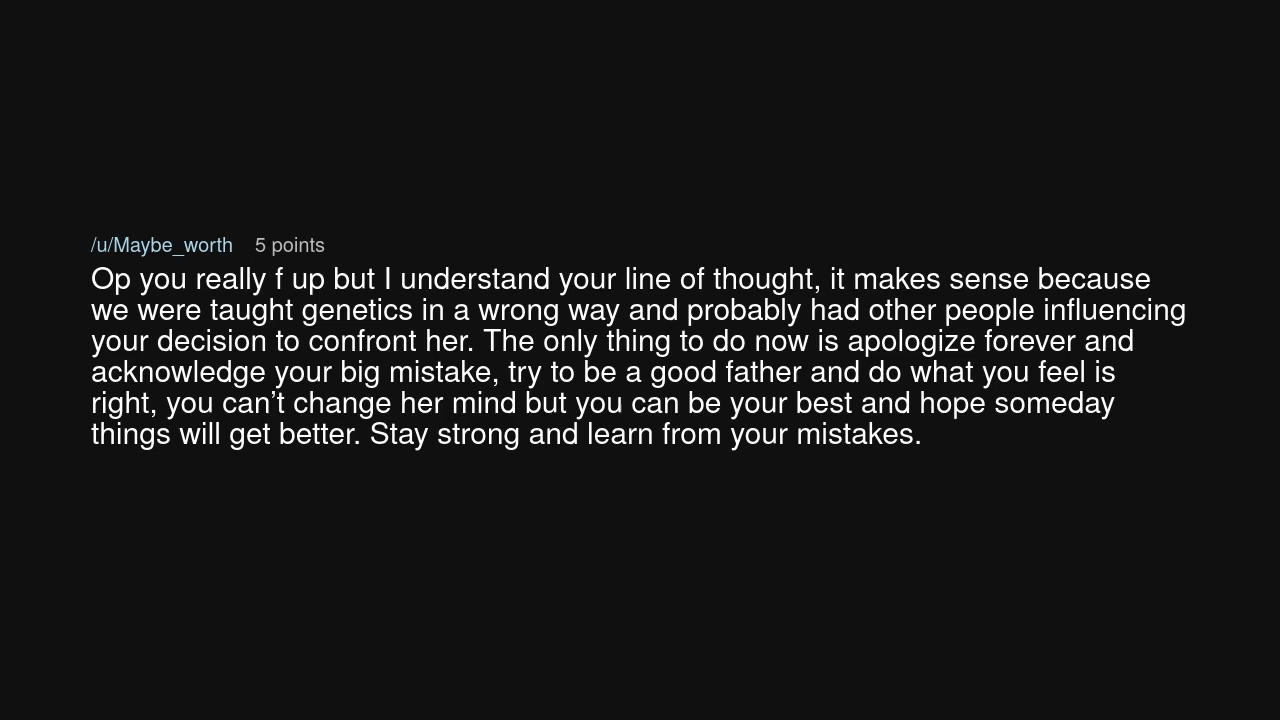 /u/Maybe_worth 5 points
Op you really f up but I understand your line of thought, it makes sense because
we were taught genetics in a wrong way and probably had other people influencing
your decision to confront her. The only thing to do now is apologize forever and
acknowledge your big mistake, try to be a good father and do what you feel is
right, you can’t change her mind but you can be your best and hope someday
things will get better. Stay strong and learn from your mistakes.